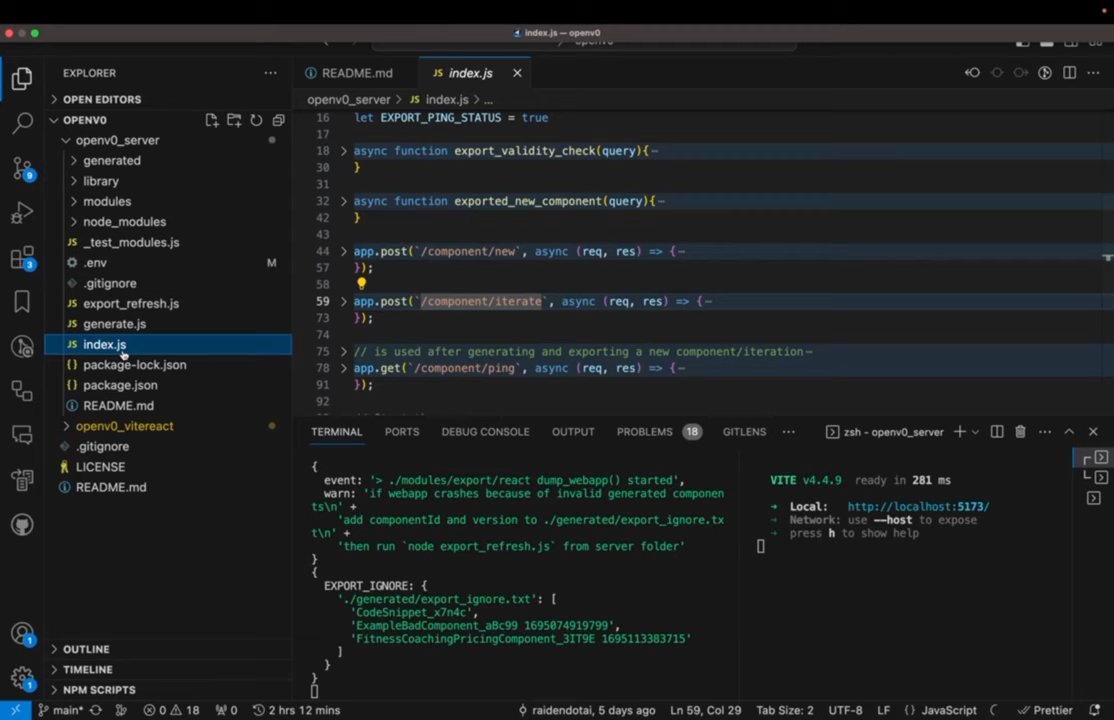 index.js — openv0
EXPLORER
OPEN EDITORS
OPENV0
openv0_server
generated
library
modules
node_modules
JS _test_modules.js
.env M
.gitignore
JS export_refresh.js
JS generate.js
JS index.js
{} package-lock.json
{} package.json
README.md
openv0_vitereact
.gitignore
LICENSE
README.md
OUTLINE
TIMELINE
NPM SCRIPTS
9
3
1
1
README.md
JS index.js
openv0_server > JS index.js > ...
16 let EXPORT_PING_STATUS = true
18 async function export_validity_check(query){
30 }
31
32 async function exported_new_component(query){
42 }
43
44 app.post(`/component/new`, async (req, res) => {
57 });
58
59 app.post(`/component/iterate`, async (req, res) => {
73 });
74
75 // is used after generating and exporting a new component/iteration
78 app.get(`/component/ping`, async (req, res) => {
91 });
92
TERMINAL PORTS DEBUG CONSOLE OUTPUT PROBLEMS 18 GITLENS
zsh - openv0_server
{
event: '> ./modules/export/react dump_webapp() started',
warn: 'if webapp crashes because of invalid generated componen
ts\n' +
'add componentId and version to ./generated/export_ignore.tx
t\n' +
'then run `node export_refresh.js` from server folder'
}
{
EXPORT_IGNORE: {
'./generated/export_ignore.txt': [
'CodeSnippet_x7n4c',
'ExampleBadComponent_aBc99 1695074919799',
'FitnessCoachingPricingComponent_3IT9E 1695113383715'
]
}
}
VITE v4.4.9 ready in 281 ms
➜ Local: http://localhost:5173/
➜ Network: use --host to expose
➜ press h to show help
main* 0 18 0 2 hrs 12 mins raidendotai, 5 days ago Ln 59, Col 29 Tab Size: 2 UTF-8 LF JavaScript Prettier